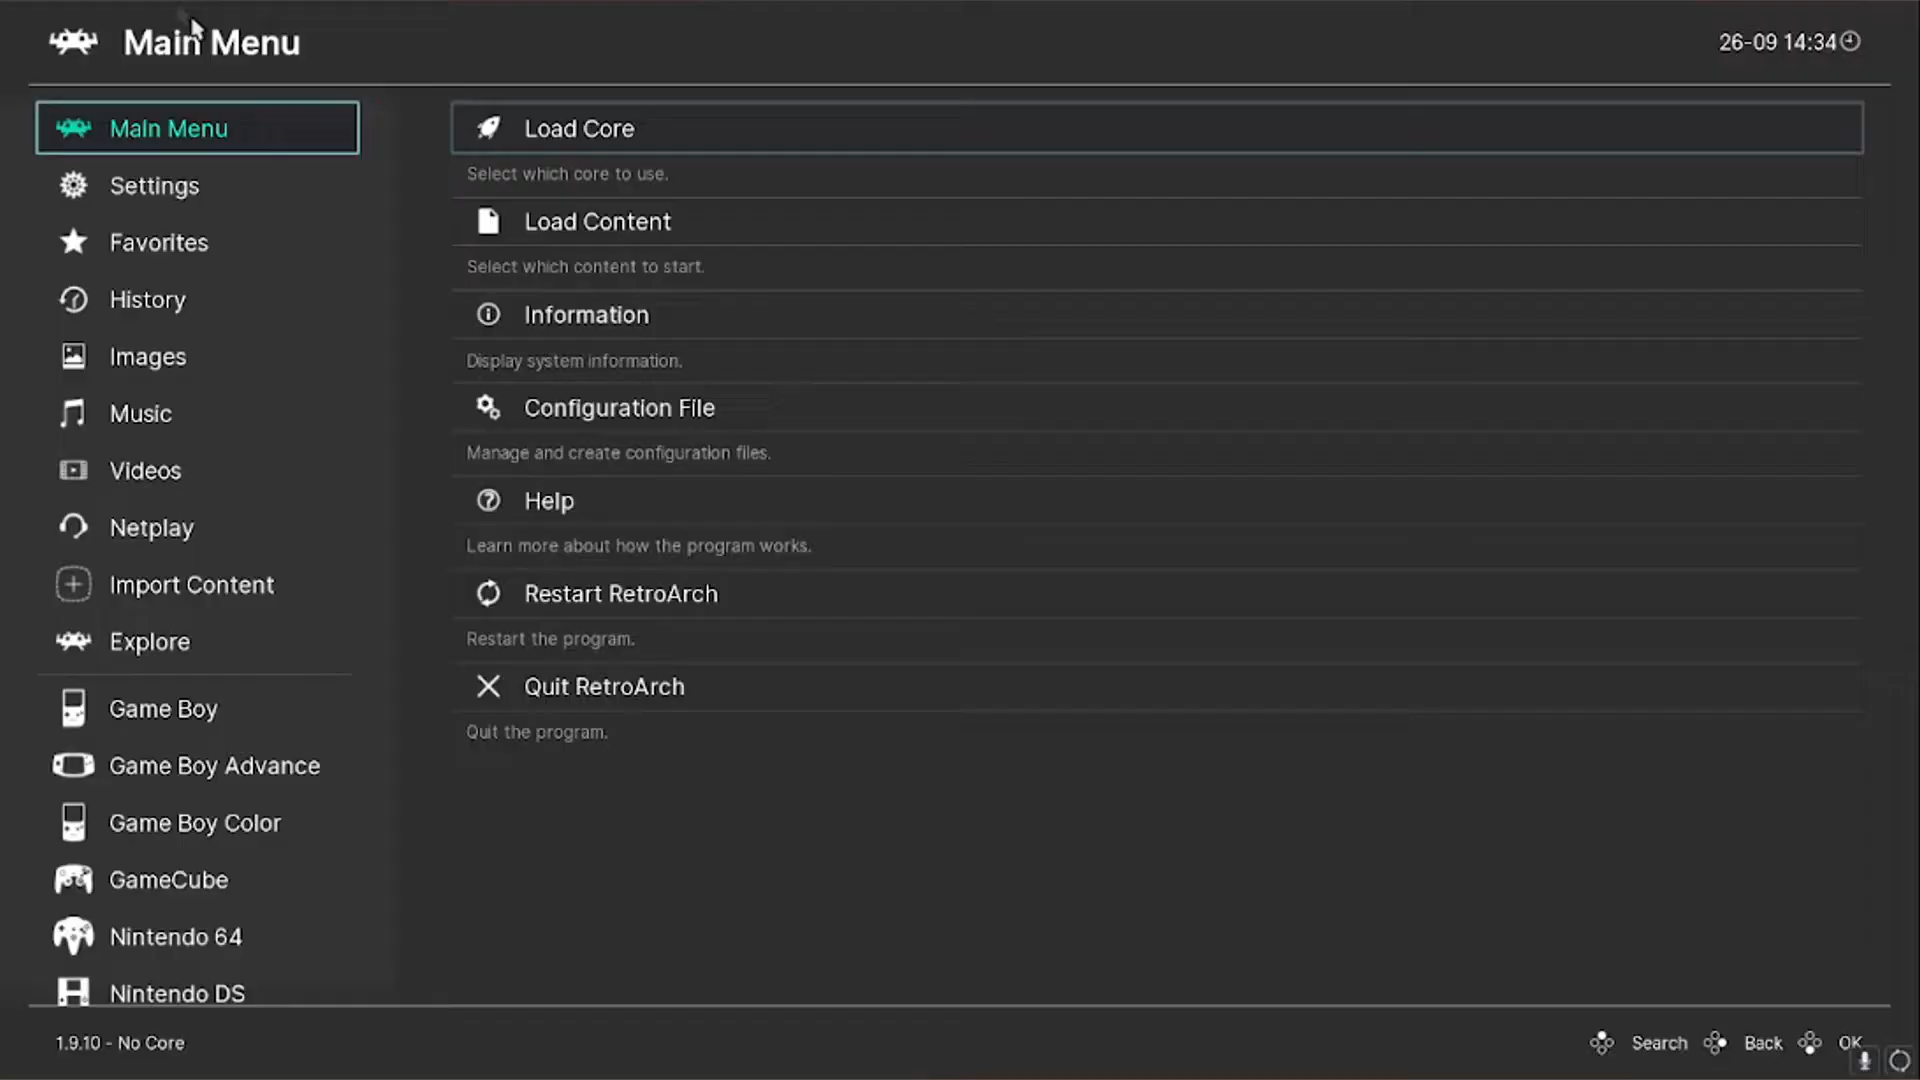 Main Menu
26-09 14:34
Main Menu
Settings
Favorites
History
Images
Music
Videos
Netplay
Import Content
Explore
Game Boy
Game Boy Advance
Game Boy Color
GameCube
Nintendo 64
Nintendo DS
Load Core
Select which core to use.
Load Content
Select which content to start.
Information
Display system information.
Configuration File
Manage and create configuration files.
Help
Learn more about how the program works.
Restart RetroArch
Restart the program.
Quit RetroArch
Quit the program.
1.9.10 - No Core
Search Back OK